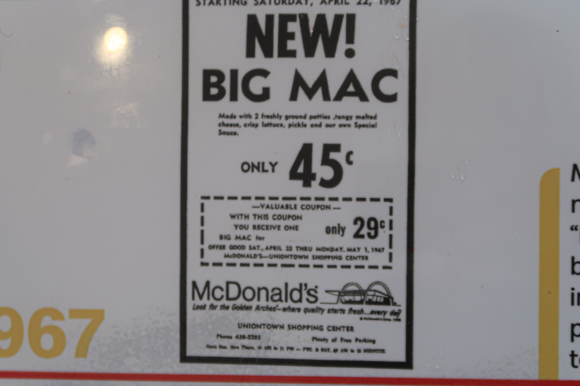 STARTING SATURDAY, APRIL 22, 1967
NEW!
BIG MAC
Made with 2 freshly ground patties, tangy melted
cheese, crisp lettuce, pickle and our own Special
Sauce.
ONLY 45¢
—VALUABLE COUPON—
WITH THIS COUPON
YOU RECEIVE ONE
BIG MAC for
only 29¢
OFFER GOOD SAT., APRIL 22 THRU MONDAY, MAY 1, 1967
McDONALD'S—UNIONTOWN SHOPPING CENTER
McDonald's
Look for the Golden Arches—where quality starts fresh...every day
UNIONTOWN SHOPPING CENTER
Phone
Plenty of Free Parking
967
M
n
“
b
in
p
t